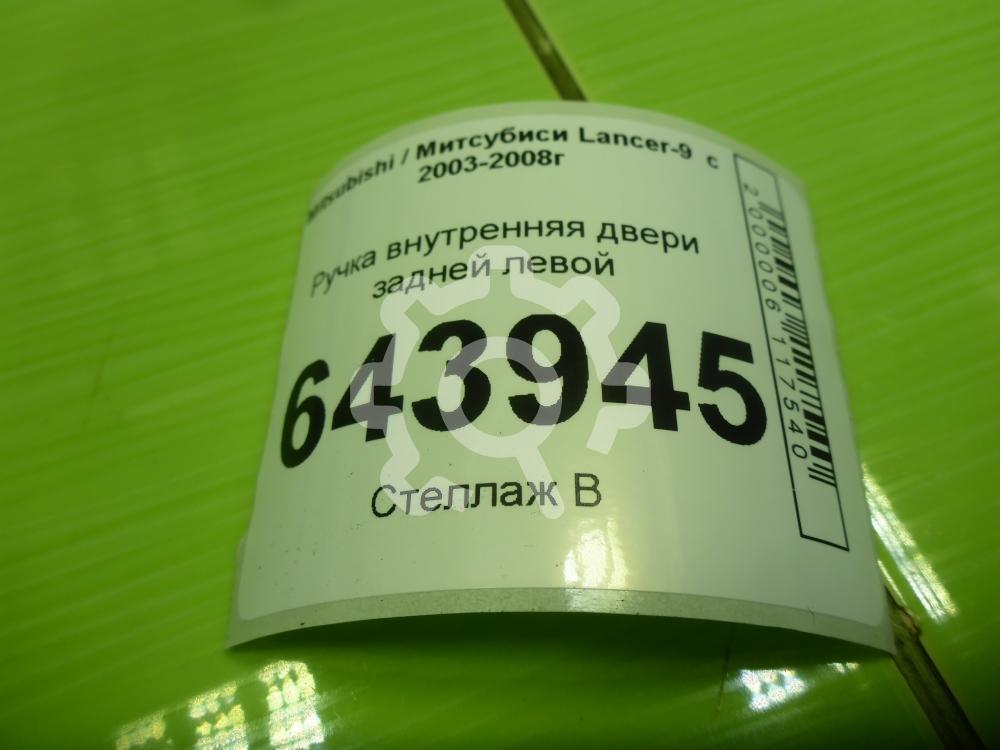 Mitsubishi / Митсубиси Lancer-9 с
2003-2008г
Ручка внутренняя двери
задней левой
643945
Стеллаж В
2000006117540